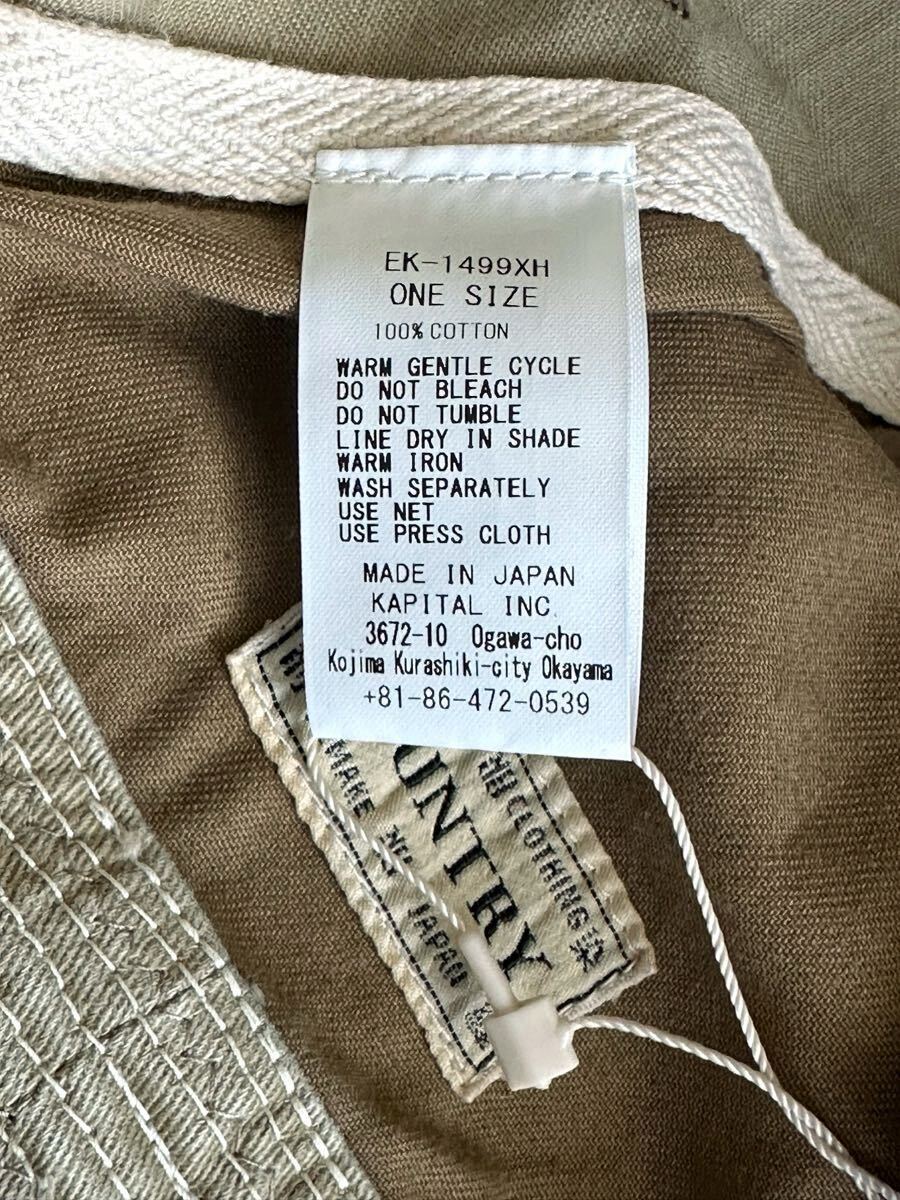 EK-1499XH
ONE SIZE
100% COTTON
WARM GENTLE CYCLE
DO NOT BLEACH
DO NOT TUMBLE
LINE DRY IN SHADE
WARM IRON
WASH SEPARATELY
USE NET
USE PRESS CLOTH
MADE IN JAPAN
KAPITAL INC.
3672-10 Ogawa-cho
Kojima Kurashiki-city Okayama
+81-86-472-0539
CLOTHING
UNTRY
MAKE IN JAPAN